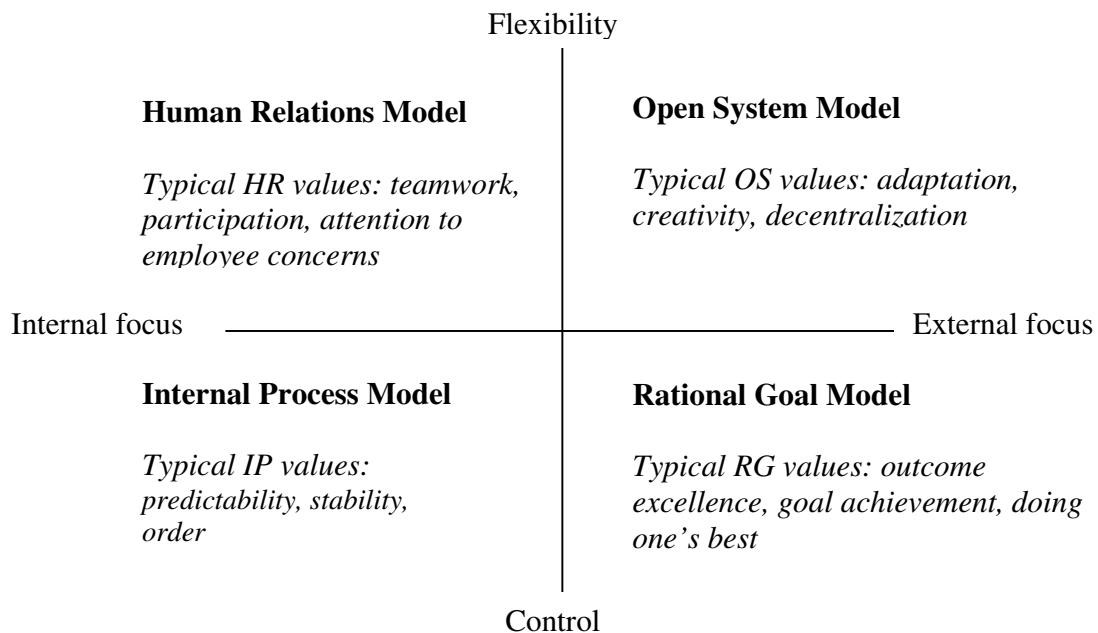 Flexibility
Human Relations Model
Typical HR values: teamwork,
participation, attention to
employee concerns
Open System Model
Typical OS values: adaptation,
creativity, decentralization
Internal focus
External focus
Internal Process Model
Typical IP values:
predictability, stability,
order
Rational Goal Model
Typical RG values: outcome
excellence, goal achievement, doing
one's best
Control